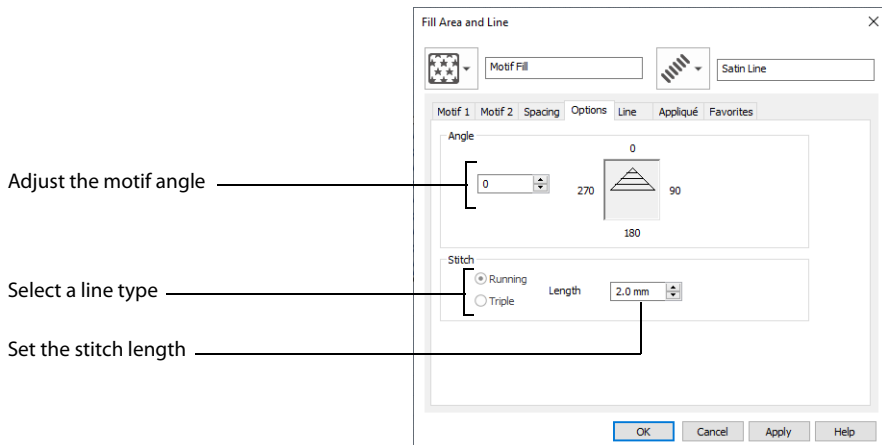 Fill Area and Line
Motif Fill
Satin Line
Motif 1 Motif 2 Spacing Options Line Appliqué Favorites
Angle
0
Adjust the motif angle
0
270
90
180
Stitch
Running
Select a line type
Length
2.0 mm
Triple
Set the stitch length
OK Cancel Apply Help